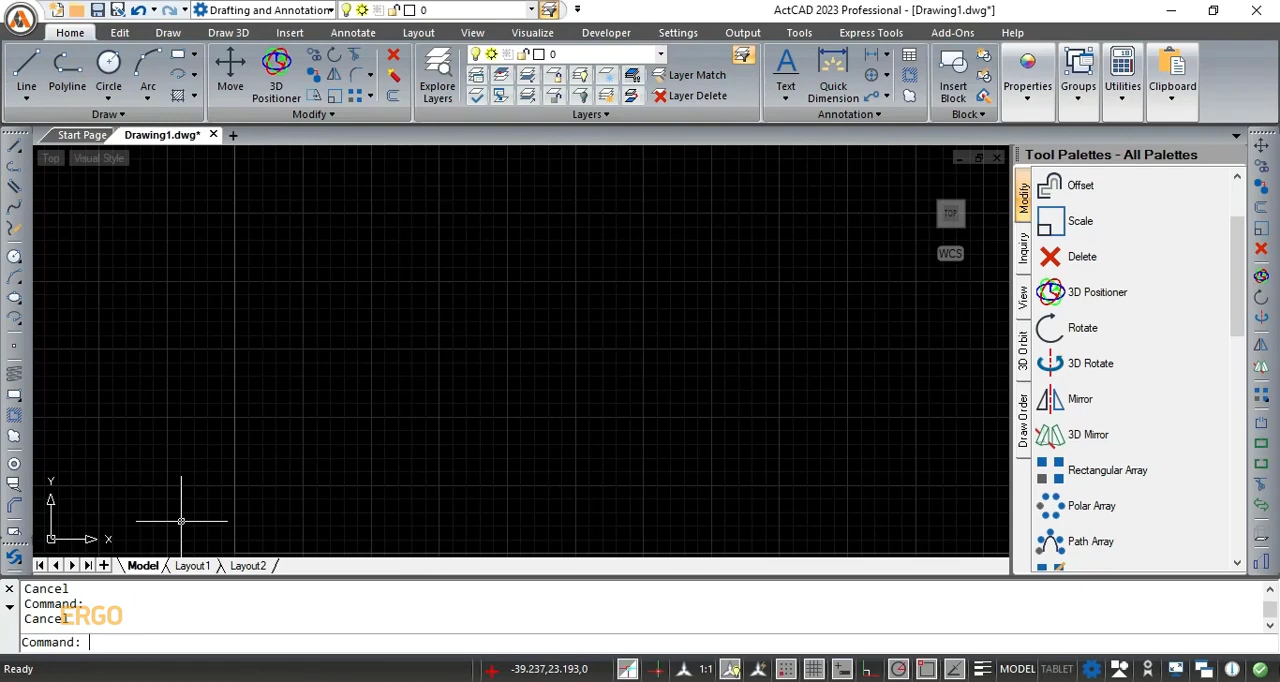 Drafting and Annotation
0
ActCAD 2023 Professional - [Drawing1.dwg*]
Home Edit Draw Draw 3D Insert Annotate Layout View Visualize Developer Settings Output Tools Express Tools Add-Ons Help
0
Line Polyline Circle Arc
Move 3D Positioner
Explore Layers
Layer Match
Layer Delete
Text Quick Dimension
Insert Block
Properties Groups Utilities Clipboard
Draw Modify Layers Annotation Block
Start Page Drawing1.dwg*
Top Visual Style
Tool Palettes - All Palettes
Modify
Inquiry
View
3D Orbit
Draw Order
Offset
Scale
Delete
3D Positioner
Rotate
3D Rotate
Mirror
3D Mirror
Rectangular Array
Polar Array
Path Array
TOP
WCS
Y
X
Model Layout1 Layout2
Cancel
Command:
Cancel
ERGO
Command:
Ready
-39.237,23.193,0
1:1
MODEL TABLET